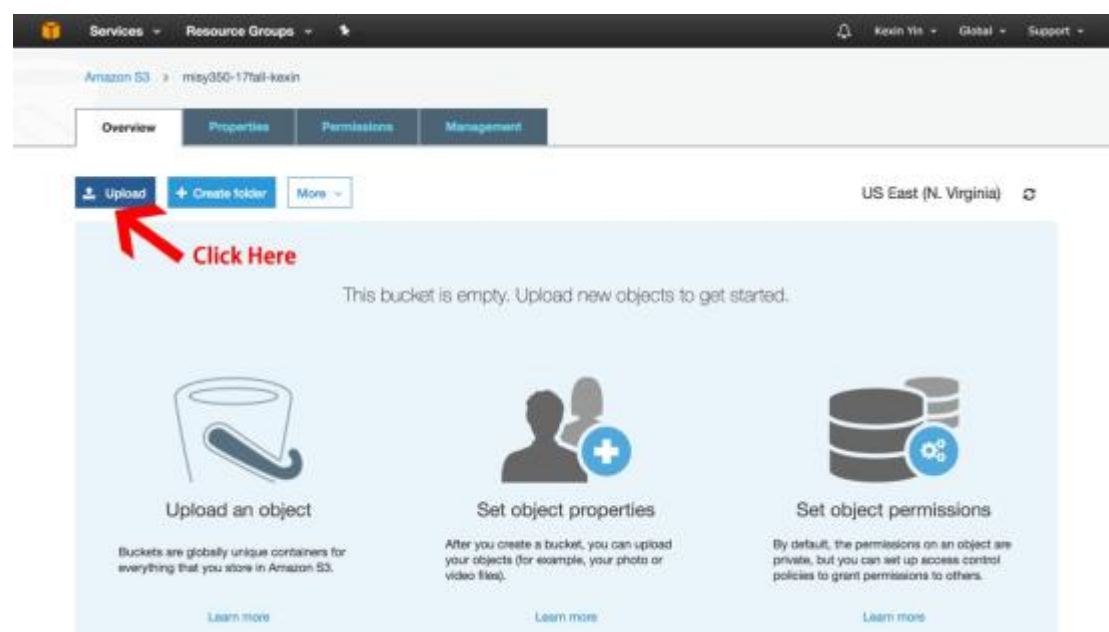 Services Resource Groups Kexin Yin Global Support
Amazon S3 > misy350-17fall-kexin
Overview Properties Permissions Management
Upload + Create folder More US East (N. Virginia)
Click Here
This bucket is empty. Upload new objects to get started.
Upload an object
Buckets are globally unique containers for
everything that you store in Amazon S3.
Learn more
Set object properties
After you create a bucket, you can upload
your objects (for example, your photo or
video files).
Learn more
Set object permissions
By default, the permissions on an object are
private, but you can set up access control
policies to grant permissions to others.
Learn more